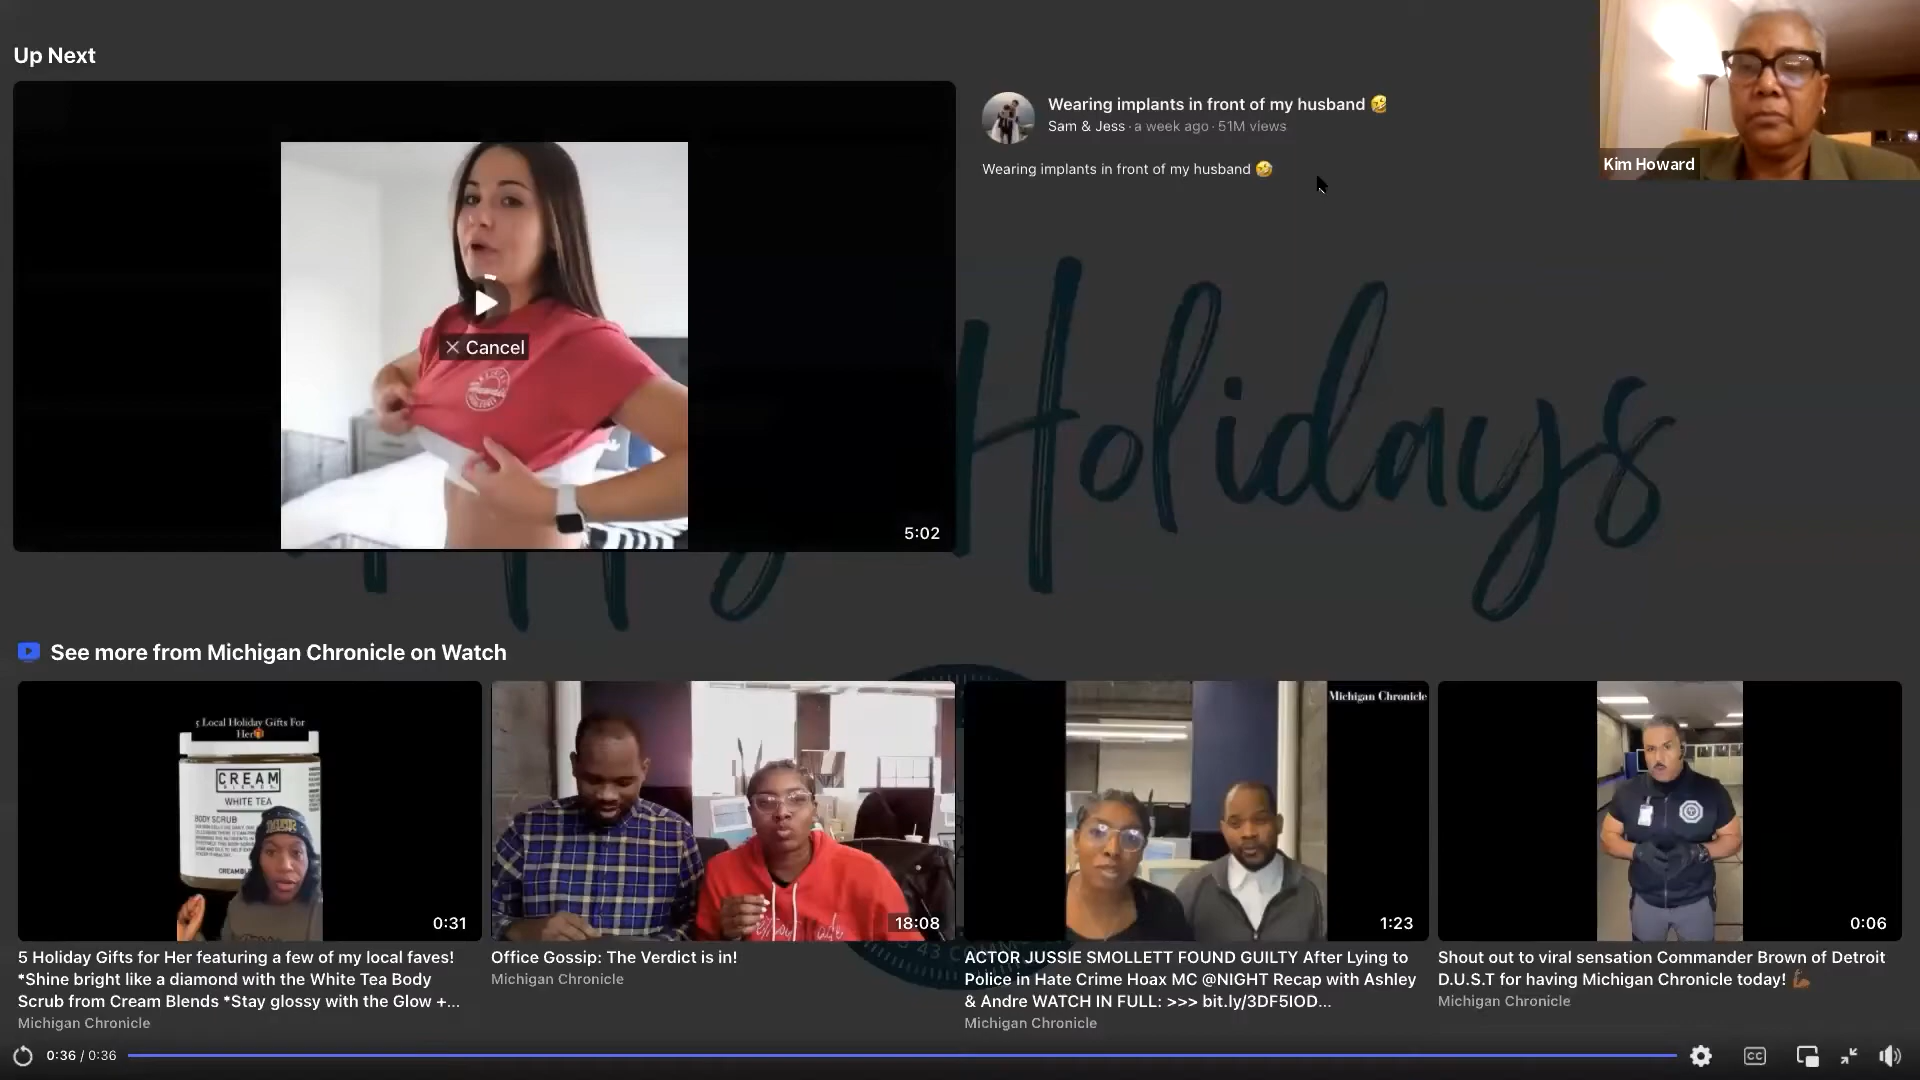 Up Next
Wearing implants in front of my husband 🤣
Sam & Jess · a week ago · 51M views
Wearing implants in front of my husband 🤣
Kim Howard
Cancel
5:02
Holidays
See more from Michigan Chronicle on Watch
5 Local Holiday Gifts For
Her🎁
CREAM
WHITE TEA
BODY SCRUB
0:31
18:08
Michigan Chronicle
1:23
0:06
5 Holiday Gifts for Her featuring a few of my local faves!
*Shine bright like a diamond with the White Tea Body
Scrub from Cream Blends *Stay glossy with the Glow +...
Michigan Chronicle
Office Gossip: The Verdict is in!
Michigan Chronicle
ACTOR JUSSIE SMOLLETT FOUND GUILTY After Lying to
Police in Hate Crime Hoax MC @NIGHT Recap with Ashley
& Andre WATCH IN FULL: >>> bit.ly/3DF5IOD...
Michigan Chronicle
Shout out to viral sensation Commander Brown of Detroit
D.U.S.T for having Michigan Chronicle today! 💪🏾
Michigan Chronicle
0:36 / 0:36
CC